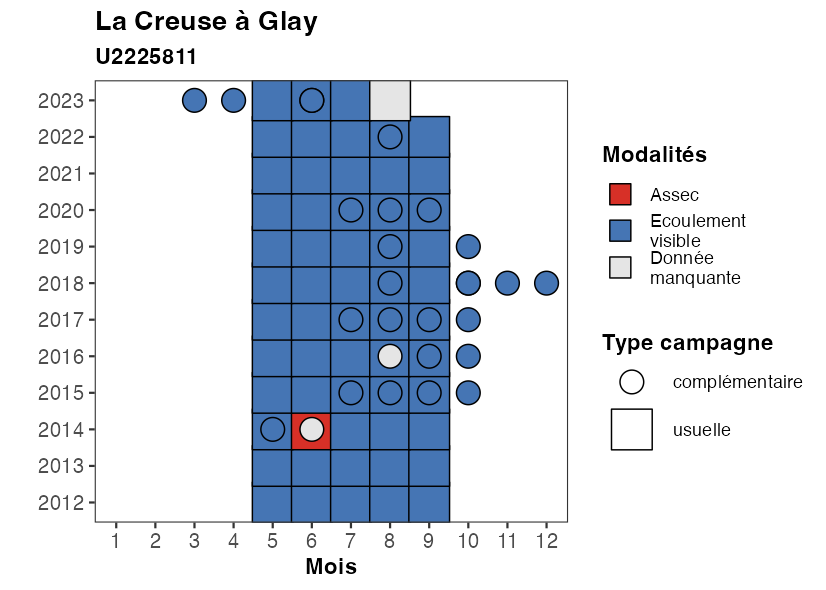 La Creuse à Glay
U2225811
2023
2022
2021
2020
2019
2018
2017
2016
2015
2014
2013
2012
1 2 3 4 5 6 7 8 9 10 11 12
Mois
Modalités
Assec
Ecoulement
visible
Donnée
manquante
Type campagne
complémentaire
usuelle